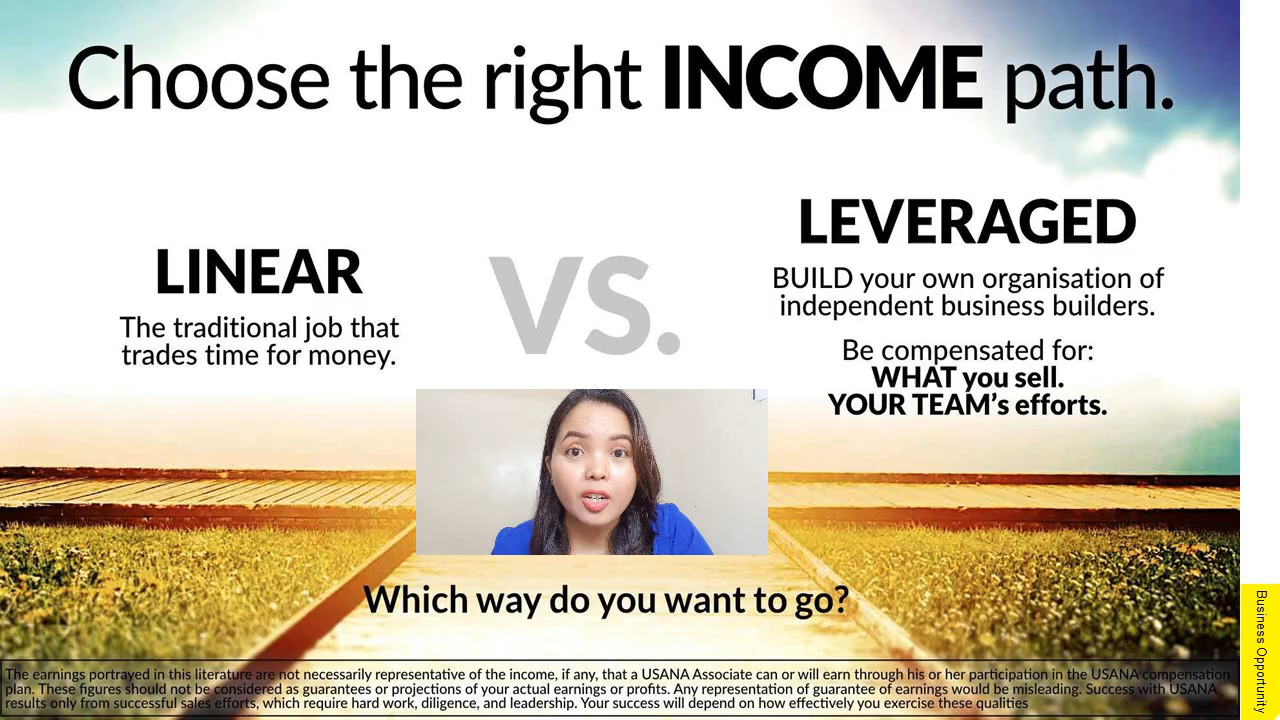 Choose the right INCOME path.
LINEAR
The traditional job that
trades time for money.
VS.
LEVERAGED
BUILD your own organisation of
independent business builders.
Be compensated for:
WHAT you sell.
YOUR TEAM's efforts.
Which way do you want to go?
The earnings portrayed in this literature are not necessarily representative of the income, if any, that a USANA Associate can or will earn through his or her participation in the USANA compensation
plan. These figures should not be considered as guarantees or projections of your actual earnings or profits. Any representation of guarantee of earnings would be misleading. Success with USANA
results only from successful sales efforts, which require hard work, diligence, and leadership. Your success will depend on how effectively you exercise these qualities
Business Opportunity